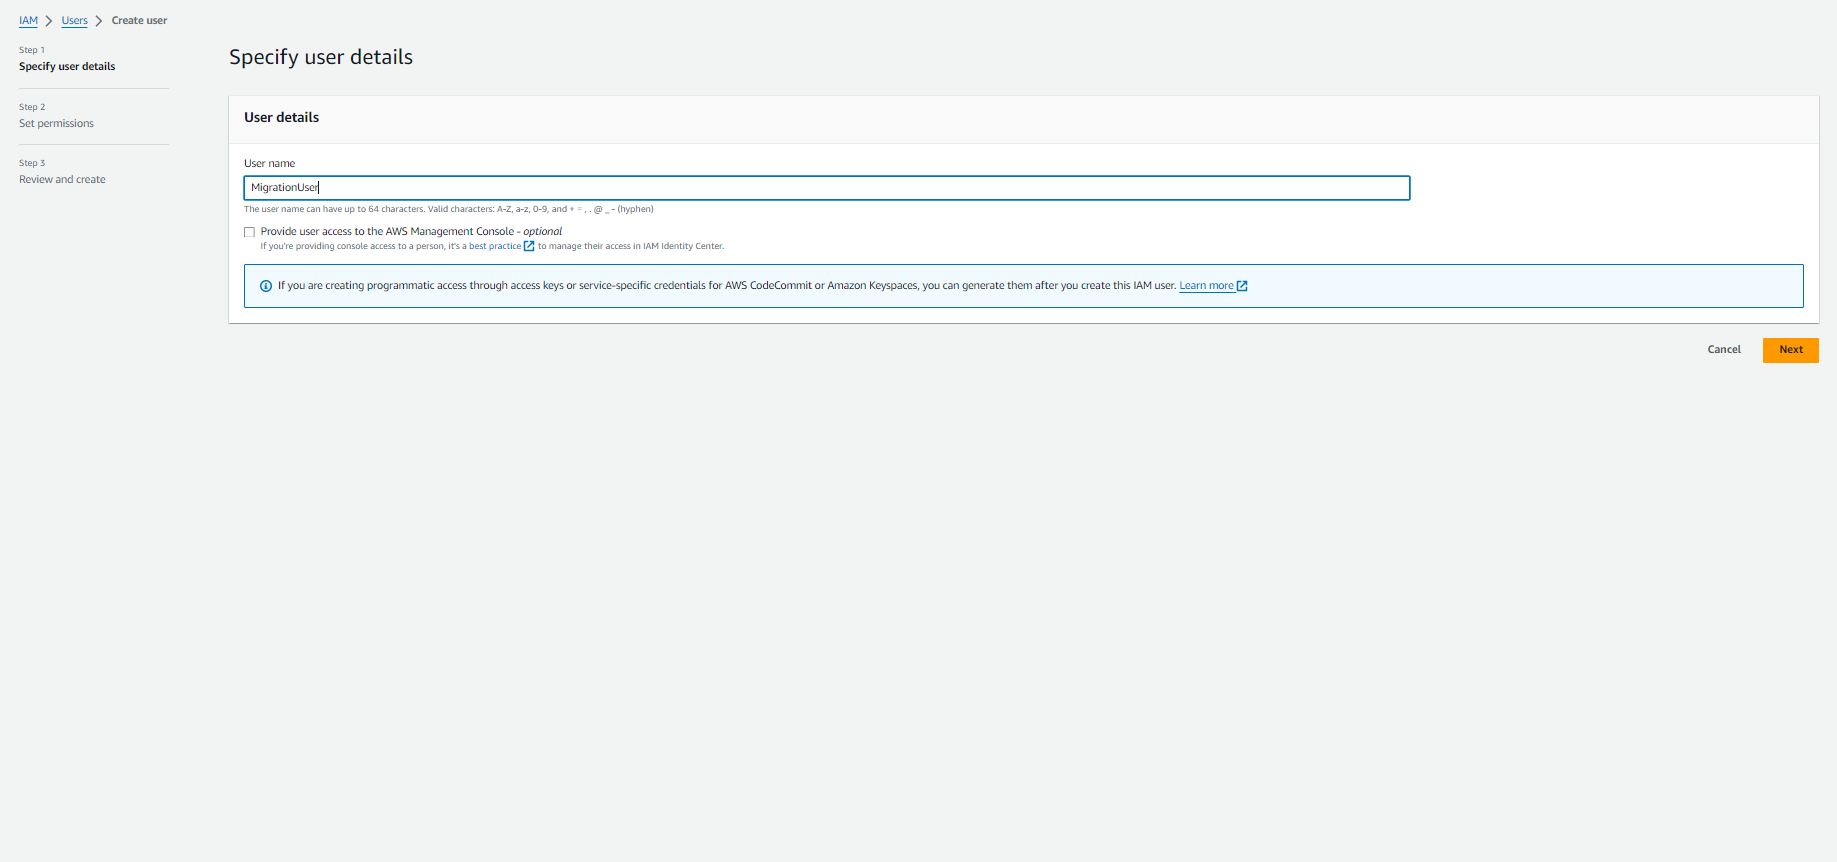 IAM > Users > Create user
Step 1
Specify user details
Step 2
Set permissions
Step 3
Review and create
Specify user details
User details
User name
MigrationUser
The user name can have up to 64 characters. Valid characters: A-Z, a-z, 0-9, and + = , . @ _ - (hyphen)
Provide user access to the AWS Management Console - optional
If you're providing console access to a person, it's a best practice to manage their access in IAM Identity Center.
If you are creating programmatic access through access keys or service-specific credentials for AWS CodeCommit or Amazon Keyspaces, you can generate them after you create this IAM user. Learn more
Cancel Next